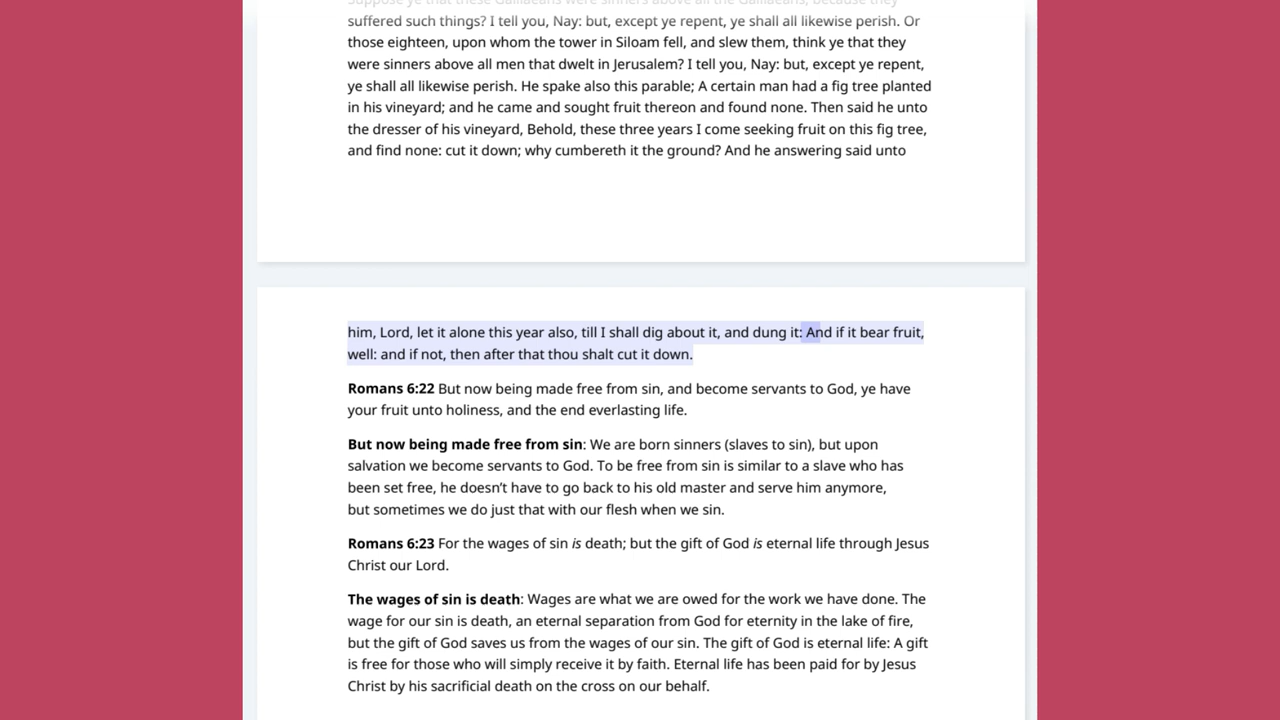 Suppose ye that these Galilaeans were sinners above all the Galilaeans, because they
suffered such things? I tell you, Nay: but, except ye repent, ye shall all likewise perish. Or
those eighteen, upon whom the tower in Siloam fell, and slew them, think ye that they
were sinners above all men that dwelt in Jerusalem? I tell you, Nay: but, except ye repent,
ye shall all likewise perish. He spake also this parable; A certain man had a fig tree planted
in his vineyard; and he came and sought fruit thereon and found none. Then said he unto
the dresser of his vineyard, Behold, these three years I come seeking fruit on this fig tree,
and find none: cut it down; why cumbereth it the ground? And he answering said unto
him, Lord, let it alone this year also, till I shall dig about it, and dung it: And if it bear fruit,
well: and if not, then after that thou shalt cut it down.
Romans 6:22 But now being made free from sin, and become servants to God, ye have
your fruit unto holiness, and the end everlasting life.
But now being made free from sin: We are born sinners (slaves to sin), but upon
salvation we become servants to God. To be free from sin is similar to a slave who has
been set free, he doesn’t have to go back to his old master and serve him anymore,
but sometimes we do just that with our flesh when we sin.
Romans 6:23 For the wages of sin is death; but the gift of God is eternal life through Jesus
Christ our Lord.
The wages of sin is death: Wages are what we are owed for the work we have done. The
wage for our sin is death, an eternal separation from God for eternity in the lake of fire,
but the gift of God saves us from the wages of our sin. The gift of God is eternal life: A gift
is free for those who will simply receive it by faith. Eternal life has been paid for by Jesus
Christ by his sacrificial death on the cross on our behalf.